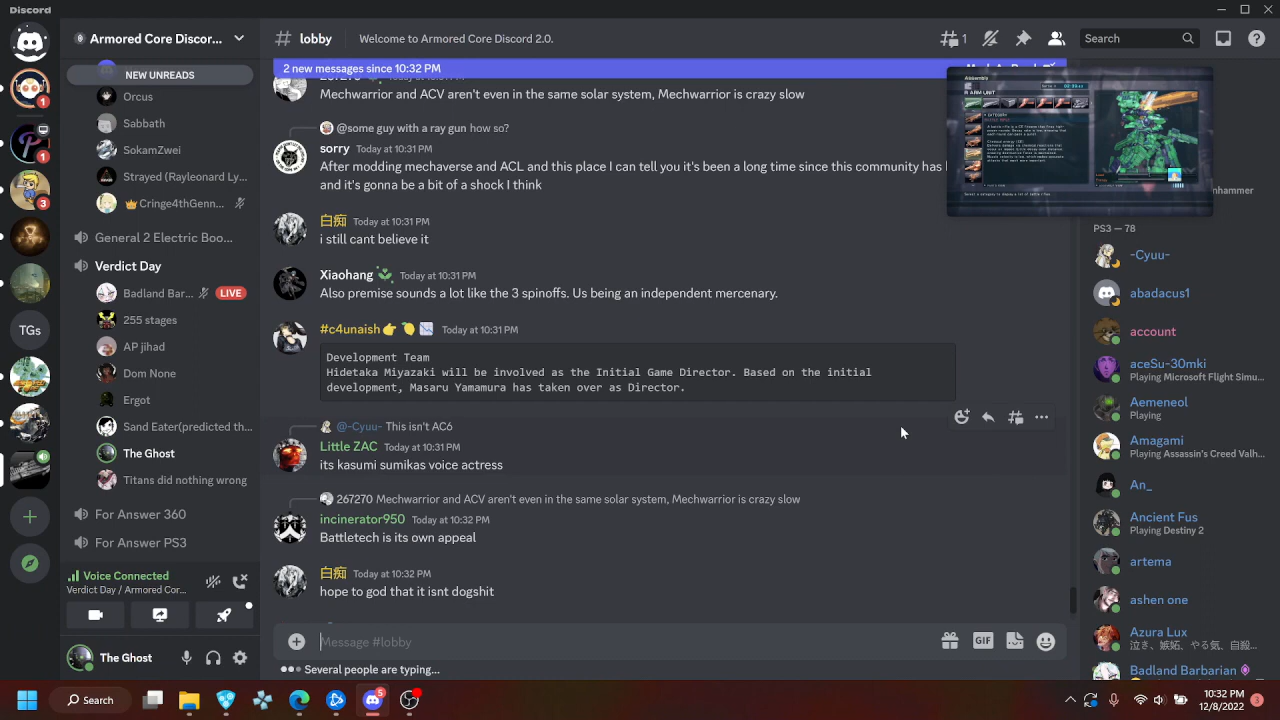 Discord
Armored Core Discor...
NEW UNREADS
Orcus
Sabbath
SokamZwei
Strayed (Rayleonard Ly...
Cringe4thGenn...
General 2 Electric Boo...
Verdict Day
Badland Bar...
LIVE
255 stages
AP jihad
Dom None
Ergot
Sand Eater(predicted th...
The Ghost
Titans did nothing wrong
For Answer 360
For Answer PS3
Voice Connected
Verdict Day / Armored Cor...
The Ghost
1
1
3
TGs
# lobby
Welcome to Armored Core Discord 2.0.
1
Search
2 new messages since 10:32 PM
Mechwarrior and ACV aren't even in the same solar system, Mechwarrior is crazy slow
some guy with a ray gun how so?
sorry
Today at 10:31 PM
ACL and
I can tell you it's been a long time since this community has
and it's gonna be a bit of a shock I think
白痴 Today at 10:31 PM
i still cant believe it
Xiaohang Today at 10:31 PM
Also premise sounds a lot like the 3 spinoffs. Us being an independent mercenary.
#c4unaish 👉 Today at 10:31 PM
Development Team
Hidetaka Miyazaki will be involved as the Initial Game Director. Based on the initial
development, Masaru Yamamura has taken over as Director.
@-Cyuu- This isn't AC6
Little ZAC Today at 10:31 PM
its kasumi sumikas voice actress
267270 Mechwarrior and ACV aren't even in the same solar system, Mechwarrior is crazy slow
incinerator950 Today at 10:32 PM
Battletech is its own appeal
白痴 Today at 10:32 PM
hope to god that it isnt dogshit
Message #lobby
GIF
Several people are typing...
Assembly
R ARM UNIT
nhammer
PS3 — 78
-Cyuu-
abadacus1
account
aceSu-30mki
Playing Microsoft Flight Simu...
Aemeneol
Playing
Amagami
Playing Assassin's Creed Valh...
An_
Ancient Fus
Playing Destiny 2
artema
ashen one
Azura Lux
泣き、嫉妬、やる気、自殺...
Badland Barbarian
Search
5
10:32 PM
12/8/2022
3